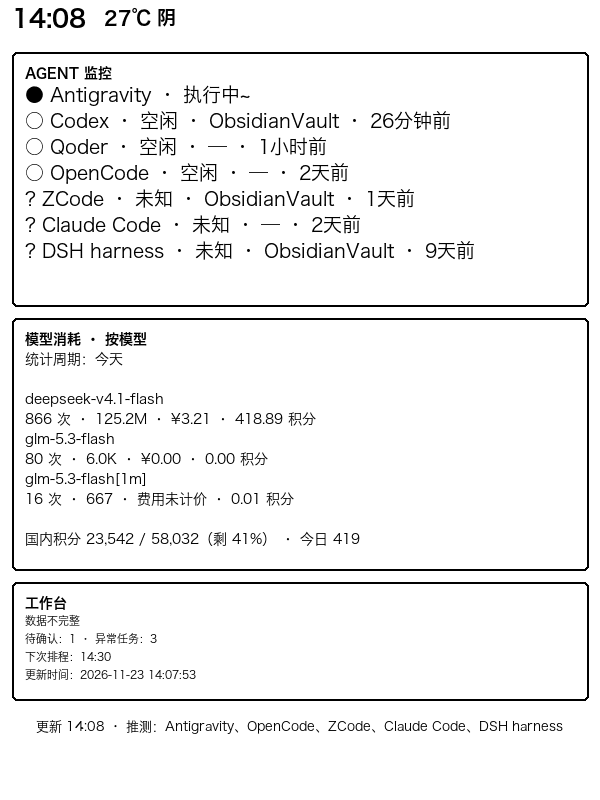 14:08 27℃ 阴
AGENT 监控
● Antigravity · 执行中~
○ Codex · 空闲 · ObsidianVault · 26分钟前
○ Qoder · 空闲 · — · 1小时前
○ OpenCode · 空闲 · — · 2天前
? ZCode · 未知 · ObsidianVault · 1天前
? Claude Code · 未知 · — · 2天前
? DSH harness · 未知 · ObsidianVault · 9天前
模型消耗 · 按模型
统计周期：今天
deepseek-v4.1-flash
866 次 · 125.2M · ¥3.21 · 418.89 积分
glm-5.3-flash
80 次 · 6.0K · ¥0.00 · 0.00 积分
glm-5.3-flash[1m]
16 次 · 667 · 费用未计价 · 0.01 积分
国内积分 23,542 / 58,032（剩 41%） · 今日 419
工作台
数据不完整
待确认：1 · 异常任务：3
下次排程：14:30
更新时间：2026-11-23 14:07:53
更新 14:08 · 推测：Antigravity、OpenCode、ZCode、Claude Code、DSH harness